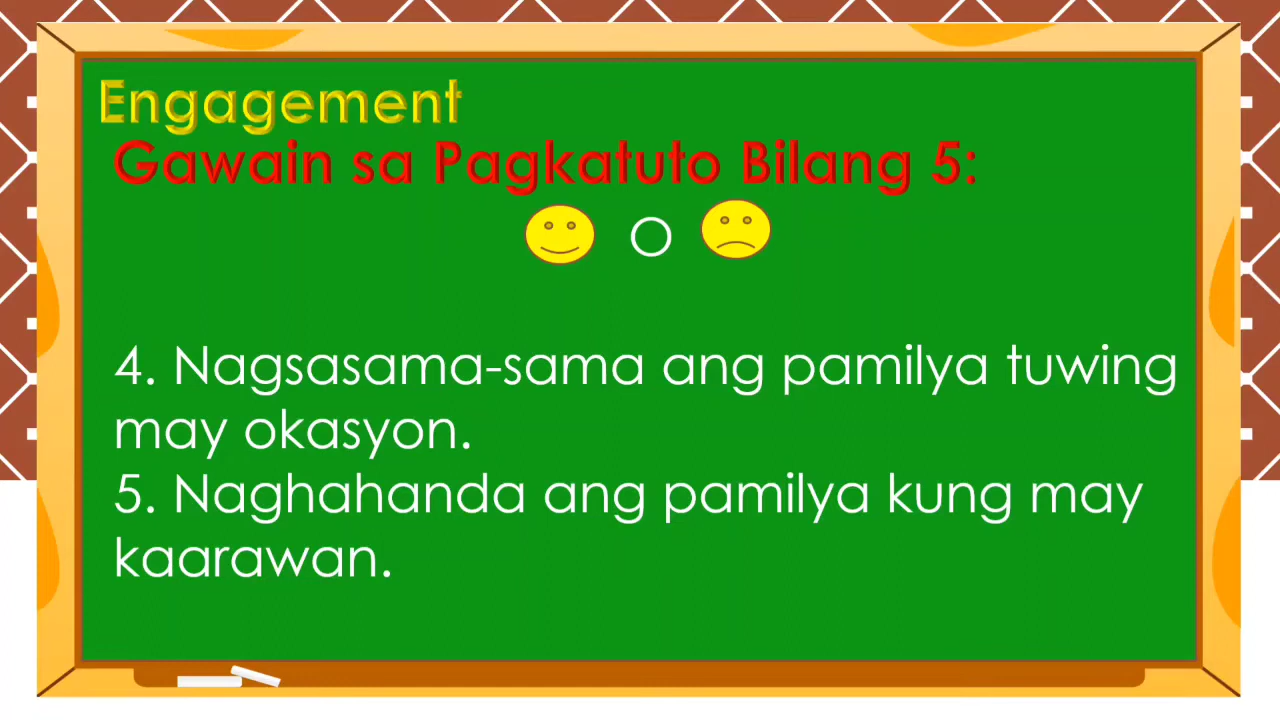 Engagement
Gawain sa Pagkatuto Bilang 5:
O
4. Nagsasama-sama ang pamilya tuwing
may okasyon.
5. Naghahanda ang pamilya kung may
kaarawan.